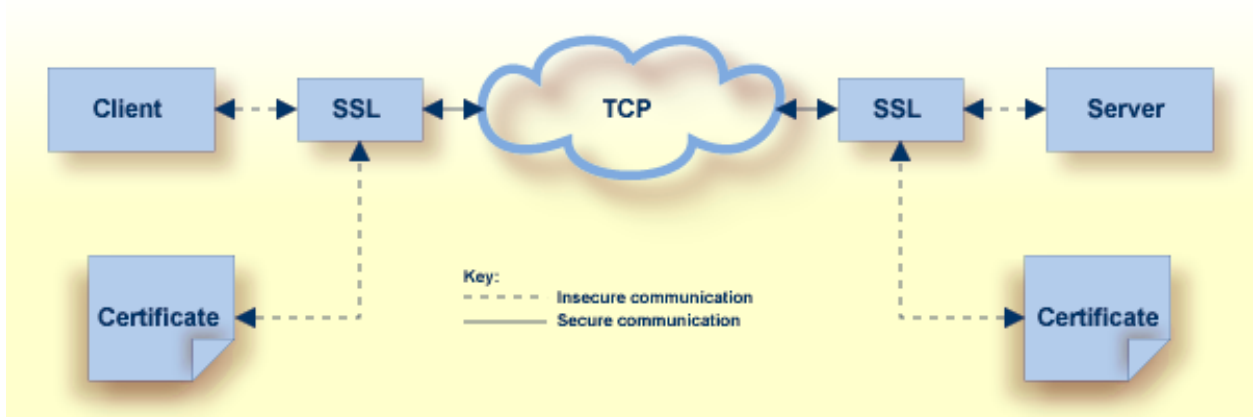 Client
SSL
TCP
SSL
Server
Certificate
Key:
Insecure communication
Secure communication
Certificate